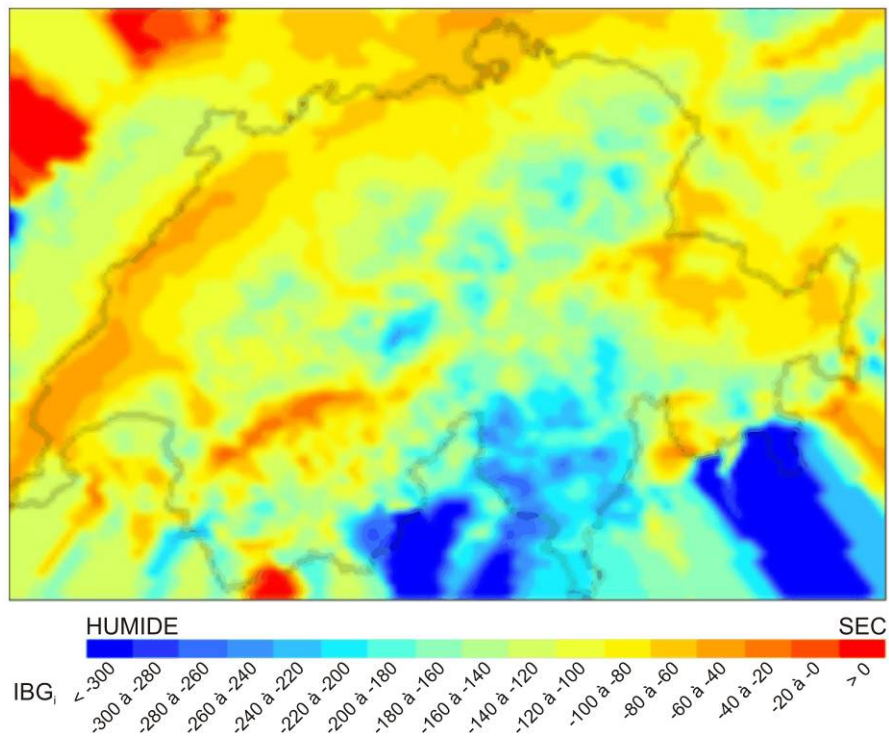 HUMIDE SEC
IBGi
< -300
-300 à -280
-280 à -260
-260 à -240
-240 à -220
-220 à -200
-200 à -180
-180 à -160
-160 à -140
-140 à -120
-120 à -100
-100 à -80
-80 à -60
-60 à -40
-40 à -20
-20 à -0
> 0